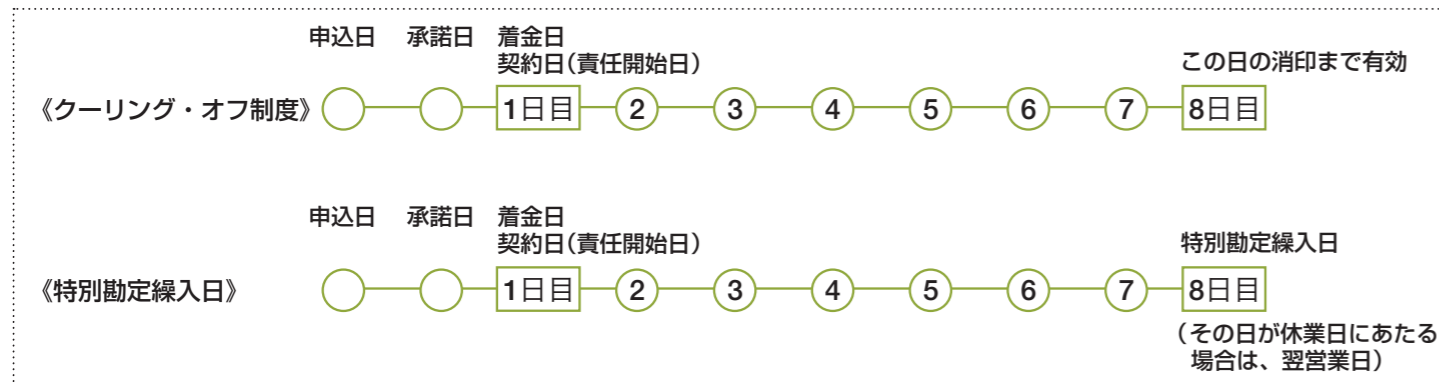 申込日 承諾日 着金日
契約日(責任開始日) この日の消印まで有効
《クーリング・オフ制度》 1日目 2 3 4 5 6 7 8日目
申込日 承諾日 着金日
契約日(責任開始日) 特別勘定繰入日
《特別勘定繰入日》 1日目 2 3 4 5 6 7 8日目
(その日が休業日にあたる
場合は、翌営業日)